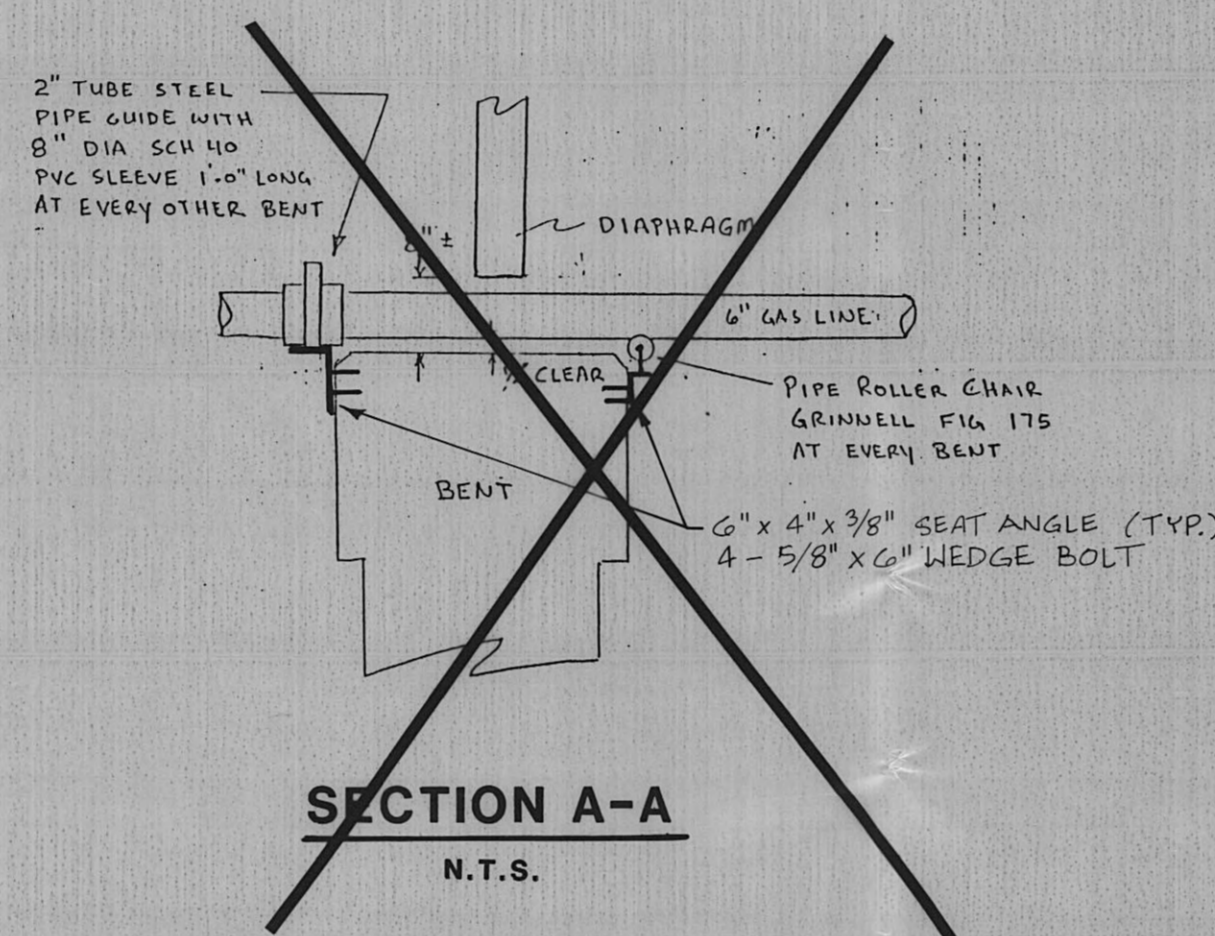 2" TUBE STEEL
PIPE GUIDE WITH
8" DIA SCH 40
PVC SLEEVE 1'-0" LONG
AT EVERY OTHER BENT
DIAPHRAGM
6" GAS LINE
CLEAR
PIPE ROLLER CHAIR
GRINNELL FIG 175
AT EVERY BENT
BENT
6" x 4" x 3/8" SEAT ANGLE (TYP.)
4 - 5/8" x 6" WEDGE BOLT
SECTION A-A
N.T.S.